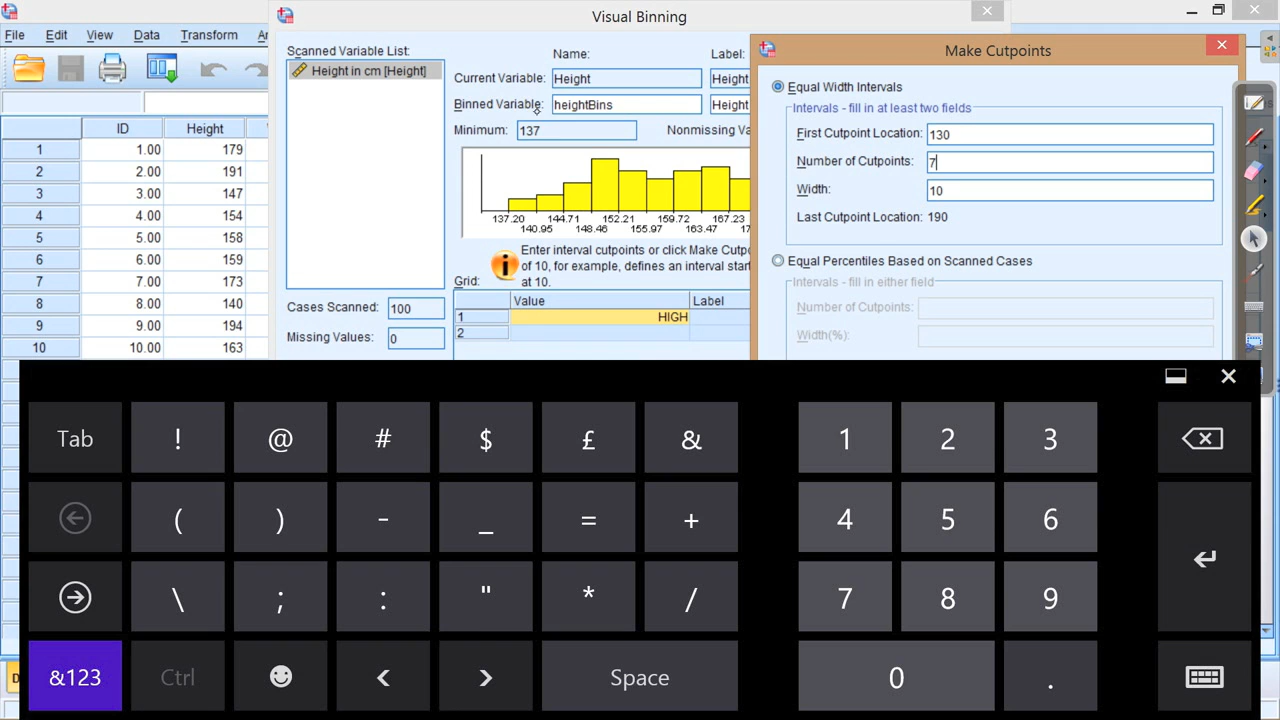 Visual Binning
File Edit View Data Transform An
ID Height
1 1.00 179
2 2.00 191
3 3.00 147
4 4.00 154
5 5.00 158
6 6.00 159
7 7.00 173
8 8.00 140
9 9.00 194
10 10.00 163
Scanned Variable List:
Height in cm [Height]
Cases Scanned: 100
Missing Values: 0
Name: Label:
Current Variable: Height Height
Binned Variable: heightBins Height
Minimum: 137 Nonmissing Va
137.20 144.71 152.21 159.72 167.23
140.95 148.46 155.97 163.47 17
Enter interval cutpoints or click Make Cutpo
of 10, for example, defines an interval start
at 10.
Grid:
Value Label
1 HIGH
2
Make Cutpoints
Equal Width Intervals
Intervals - fill in at least two fields
First Cutpoint Location: 130
Number of Cutpoints: 7
Width: 10
Last Cutpoint Location: 190
Equal Percentiles Based on Scanned Cases
Intervals - fill in either field
Number of Cutpoints:
Width(%):
Tab ! @ # $ £ & 1 2 3
( ) - _ = + 4 5 6
\ ; : " * / 7 8 9
&123 Ctrl < > Space 0 .
D